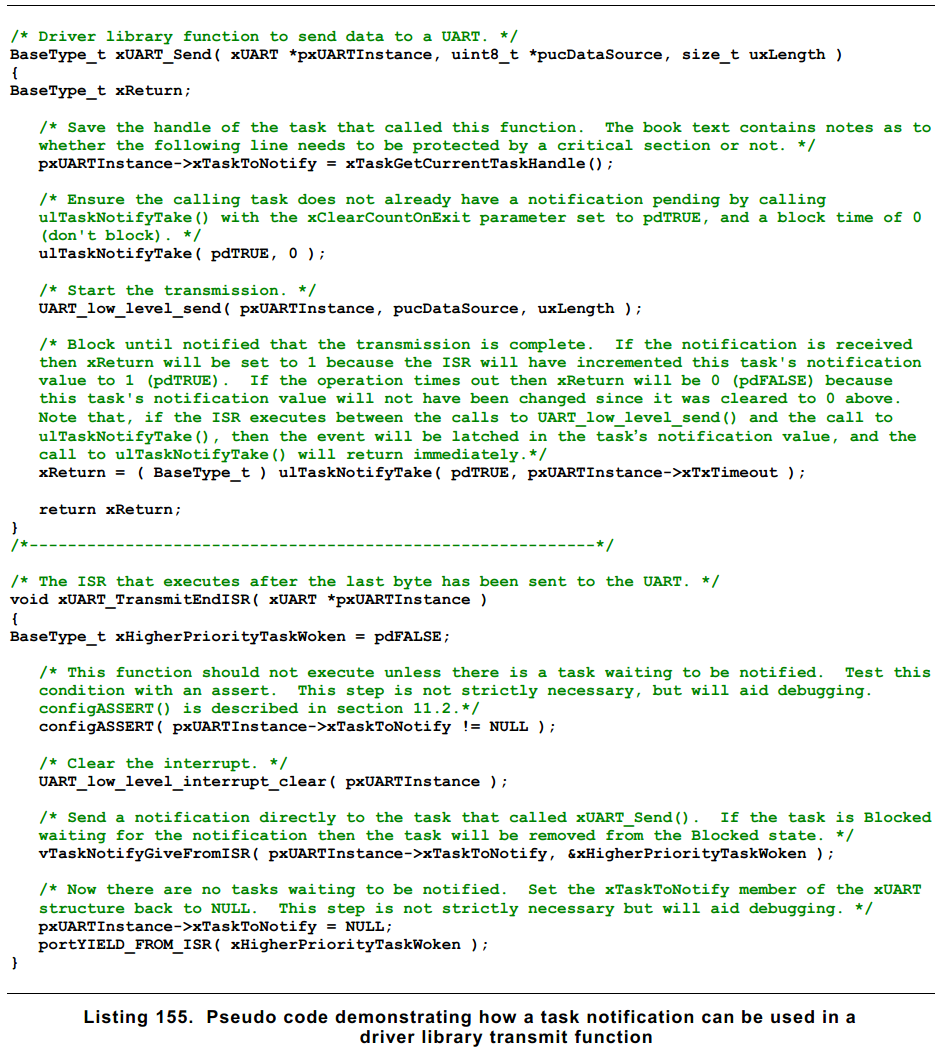 /* Driver library function to send data to a UART. */
BaseType_t xUART_Send( xUART *pxUARTInstance, uint8_t *pucDataSource, size_t uxLength )
{
BaseType_t xReturn;
/* Save the handle of the task that called this function.  The book text contains notes as to
whether the following line needs to be protected by a critical section or not. */
pxUARTInstance->xTaskToNotify = xTaskGetCurrentTaskHandle();
/* Ensure the calling task does not already have a notification pending by calling
ulTaskNotifyTake() with the xClearCountOnExit parameter set to pdTRUE, and a block time of 0
(don't block). */
ulTaskNotifyTake( pdTRUE, 0 );
/* Start the transmission. */
UART_low_level_send( pxUARTInstance, pucDataSource, uxLength );
/* Block until notified that the transmission is complete.  If the notification is received
then xReturn will be set to 1 because the ISR will have incremented this task's notification
value to 1 (pdTRUE).  If the operation times out then xReturn will be 0 (pdFALSE) because
this task's notification value will not have been changed since it was cleared to 0 above.
Note that, if the ISR executes between the calls to UART_low_level_send() and the call to
ulTaskNotifyTake(), then the event will be latched in the task’s notification value, and the
call to ulTaskNotifyTake() will return immediately.*/
xReturn = ( BaseType_t ) ulTaskNotifyTake( pdTRUE, pxUARTInstance->xTxTimeout );
return xReturn;
}
/*-----------------------------------------------------------*/
/* The ISR that executes after the last byte has been sent to the UART. */
void xUART_TransmitEndISR( xUART *pxUARTInstance )
{
BaseType_t xHigherPriorityTaskWoken = pdFALSE;
/* This function should not execute unless there is a task waiting to be notified.  Test this
condition with an assert.  This step is not strictly necessary, but will aid debugging.
configASSERT() is described in section 11.2.*/
configASSERT( pxUARTInstance->xTaskToNotify != NULL );
/* Clear the interrupt. */
UART_low_level_interrupt_clear( pxUARTInstance );
/* Send a notification directly to the task that called xUART_Send().  If the task is Blocked
waiting for the notification then the task will be removed from the Blocked state. */
vTaskNotifyGiveFromISR( pxUARTInstance->xTaskToNotify, &xHigherPriorityTaskWoken );
/* Now there are no tasks waiting to be notified.  Set the xTaskToNotify member of the xUART
structure back to NULL.  This step is not strictly necessary but will aid debugging. */
pxUARTInstance->xTaskToNotify = NULL;
portYIELD_FROM_ISR( xHigherPriorityTaskWoken );
}
Listing 155.  Pseudo code demonstrating how a task notification can be used in a
driver library transmit function